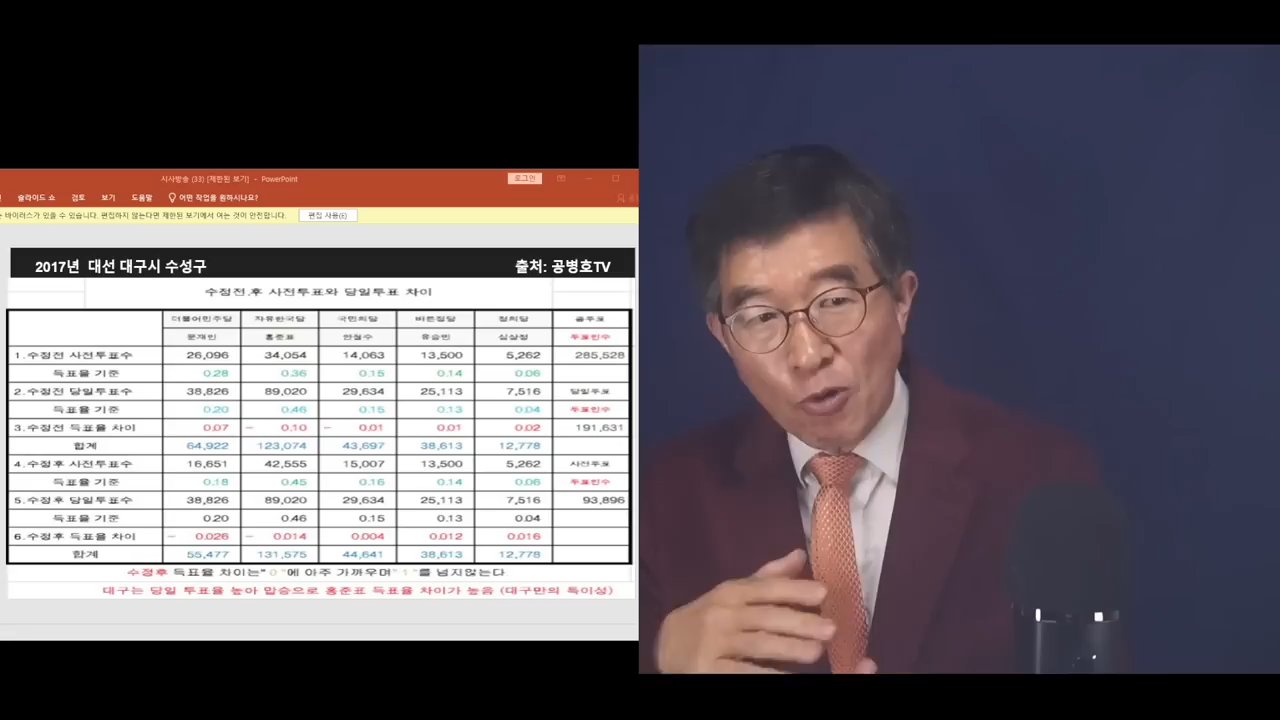 시사방송 (33) [제한된 보기] - PowerPoint 로그인
슬라이드 쇼 검토 보기 도움말 어떤 작업을 원하시나요?
바이러스가 있을 수 있습니다. 편집하지 않는다면 제한된 보기에서 여는 것이 안전합니다. 편집 사용(E)
2017년 대선 대구시 수성구 출처: 공병호TV
수정전,후 사전투표와 당일투표 차이
더불어민주당 자유한국당 국민의당 바른정당 정의당 총투표
문재인 홍준표 안철수 유승민 심상정 투표인수
1.수정전 사전투표수 26,096 34,054 14,063 13,500 5,262 285,528
득표율 기준 0.28 0.36 0.15 0.14 0.06
2.수정전 당일투표수 38,826 89,020 29,634 25,113 7,516 당일투표
득표율 기준 0.20 0.46 0.15 0.13 0.04 투표인수
3.수정전 득표율 차이 0.07 - 0.10 - 0.01 0.01 0.02 191,631
합계 64,922 123,074 43,697 38,613 12,778
4.수정후 사전투표수 16,651 42,555 15,007 13,500 5,262 사전투표
득표율 기준 0.18 0.45 0.16 0.14 0.06 투표인수
5.수정후 당일투표수 38,826 89,020 29,634 25,113 7,516 93,896
득표율 기준 0.20 0.46 0.15 0.13 0.04
6.수정후 득표율 차이 - 0.026 - 0.014 0.004 0.012 0.016
합계 55,477 131,575 44,641 38,613 12,778
수정후 득표율 차이는" 0 "에 아주 가까우며" 1 "를 넘지않는다
대구는 당일 투표율 높아 압승으로 홍준표 득표율 차이가 높음 (대구만의 특이성)